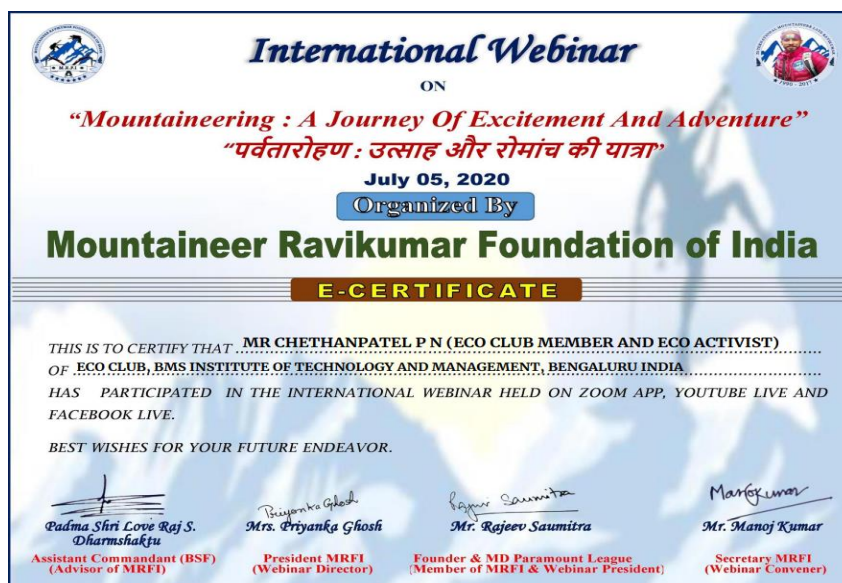 International Webinar
ON
"Mountaineering : A Journey Of Excitement And Adventure"
"पर्वतारोहण : उत्साह और रोमांच की यात्रा"
July 05, 2020
Organized By
Mountaineer Ravikumar Foundation of India
E-CERTIFICATE
THIS IS TO CERTIFY THAT MR CHETHANPATEL P N (ECO CLUB MEMBER AND ECO ACTIVIST)
OF ECO CLUB, BMS INSTITUTE OF TECHNOLOGY AND MANAGEMENT, BENGALURU INDIA
HAS PARTICIPATED IN THE INTERNATIONAL WEBINAR HELD ON ZOOM APP, YOUTUBE LIVE AND
FACEBOOK LIVE.
BEST WISHES FOR YOUR FUTURE ENDEAVOR.
Priyanka Ghosh
Saumitra
Manoj Kumar
Padma Shri Love Raj S.
Dharmshaktu
Mrs. Priyanka Ghosh
Mr. Rajeev Saumitra
Mr. Manoj Kumar
Assistant Commandant (BSF)
(Advisor of MRFI)
President MRFI
(Webinar Director)
Founder & MD Paramount League
(Member of MRFI & Webinar President)
Secretary MRFI
(Webinar Convener)